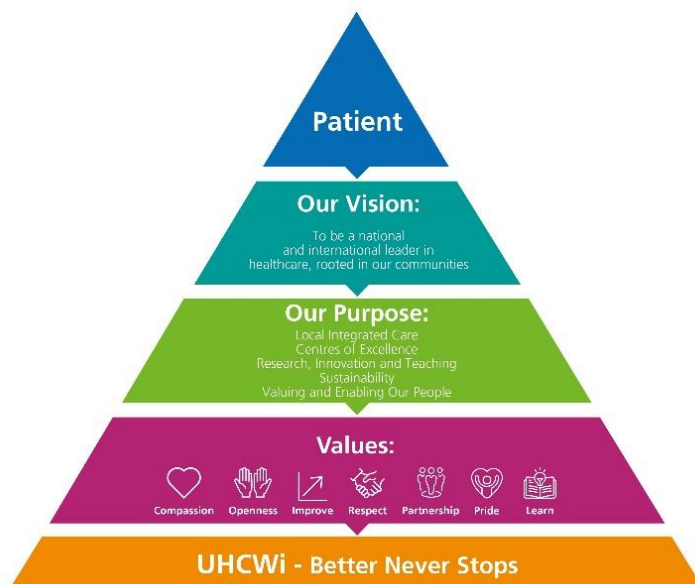 Patient
Our Vision:
To be a national
and international leader in
healthcare, rooted in our communities
Our Purpose:
Local Integrated Care
Centres of Excellence
Research, Innovation and Teaching
Sustainability
Valuing and Enabling Our People
Values:
Compassion Openness Improve Respect Partnership Pride Learn
UHCWi - Better Never Stops